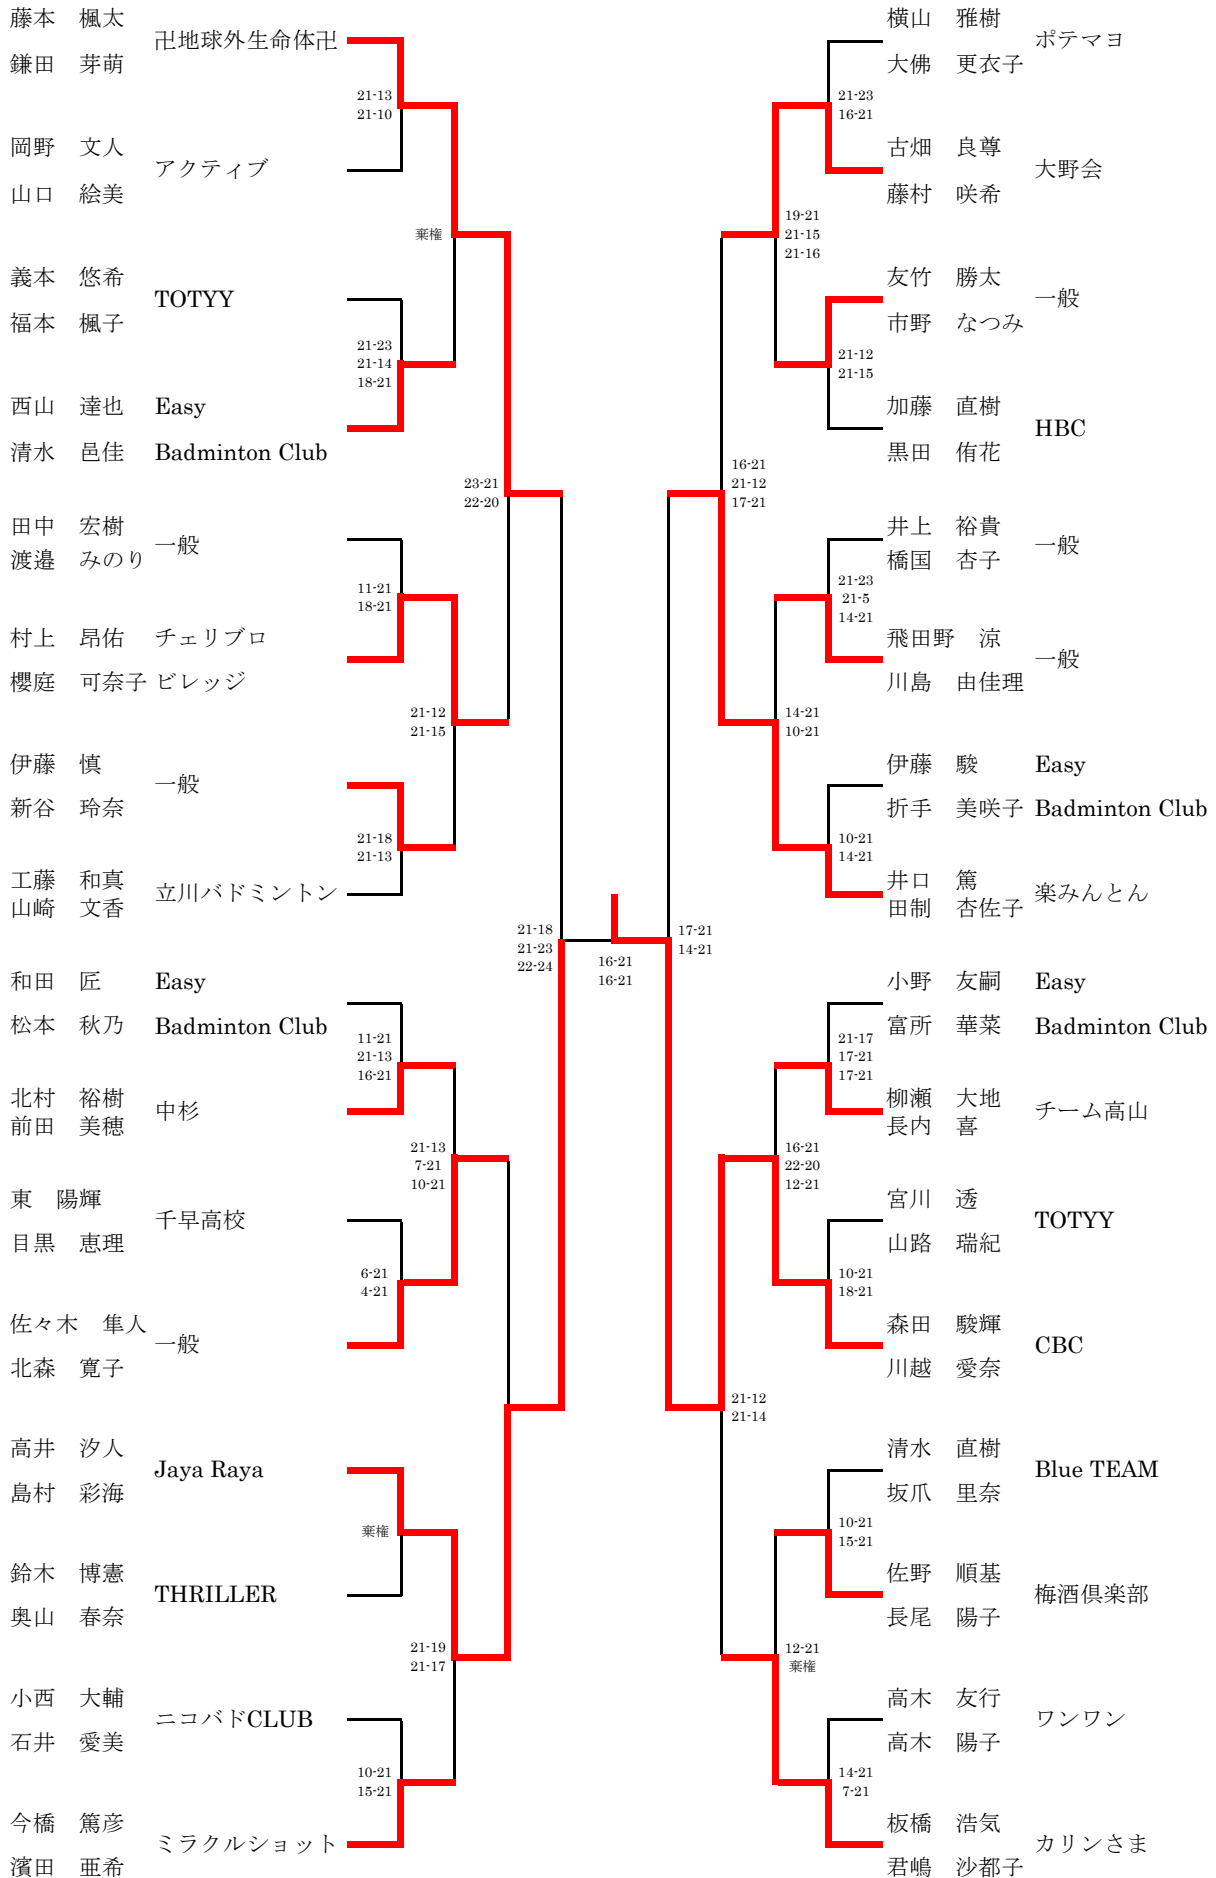 藤本　楓太
卍地球外生命体卍
鎌田　芽萌
21-13
21-10
岡野　文人
アクティブ
山口　絵美
棄権
義本　悠希
TOTYY
福本　楓子
21-23
21-14
18-21
西山　達也　Easy
清水　邑佳　Badminton Club
23-21
22-20
田中　宏樹
一般
渡邉　みのり
11-21
18-21
村上　昂佑　チェリブロ
櫻庭　可奈子　ビレッジ
21-12
21-15
伊藤　慎
一般
新谷　玲奈
21-18
21-13
工藤　和真
立川バドミントン
山崎　文香
21-18
21-23
22-24
和田　匠　Easy
松本　秋乃　Badminton Club
11-21
21-13
16-21
北村　裕樹
中杉
前田　美穂
21-13
7-21
10-21
東　陽輝
千早高校
目黒　恵理
6-21
4-21
佐々木　隼人
一般
北森　寛子
高井　汐人
Jaya Raya
島村　彩海
棄権
鈴木　博憲
THRILLER
奥山　春奈
21-19
21-17
小西　大輔
ニコバドCLUB
石井　愛美
10-21
15-21
今橋　篤彦
ミラクルショット
濱田　亜希
16-21
16-21
横山　雅樹
ポテマヨ
大佛　更衣子
21-23
16-21
古畑　良尊
大野会
藤村　咲希
19-21
21-15
21-16
友竹　勝太
一般
市野　なつみ
21-12
21-15
加藤　直樹
HBC
黒田　侑花
16-21
21-12
17-21
井上　裕貴
一般
橋国　杏子
21-23
21-5
14-21
飛田野　涼
一般
川島　由佳理
14-21
10-21
伊藤　駿　Easy
折手　美咲子　Badminton Club
10-21
14-21
井口　篤
楽みんとん
田制　杏佐子
17-21
14-21
小野　友嗣　Easy
富所　華菜　Badminton Club
21-17
17-21
17-21
柳瀬　大地
チーム高山
長内　喜
16-21
22-20
12-21
宮川　透
TOTYY
山路　瑞紀
10-21
18-21
森田　駿輝
CBC
川越　愛奈
21-12
21-14
清水　直樹
Blue TEAM
坂爪　里奈
10-21
15-21
佐野　順基
梅酒倶楽部
長尾　陽子
12-21
棄権
高木　友行
ワンワン
高木　陽子
14-21
7-21
板橋　浩気
カリンさま
君嶋　沙都子